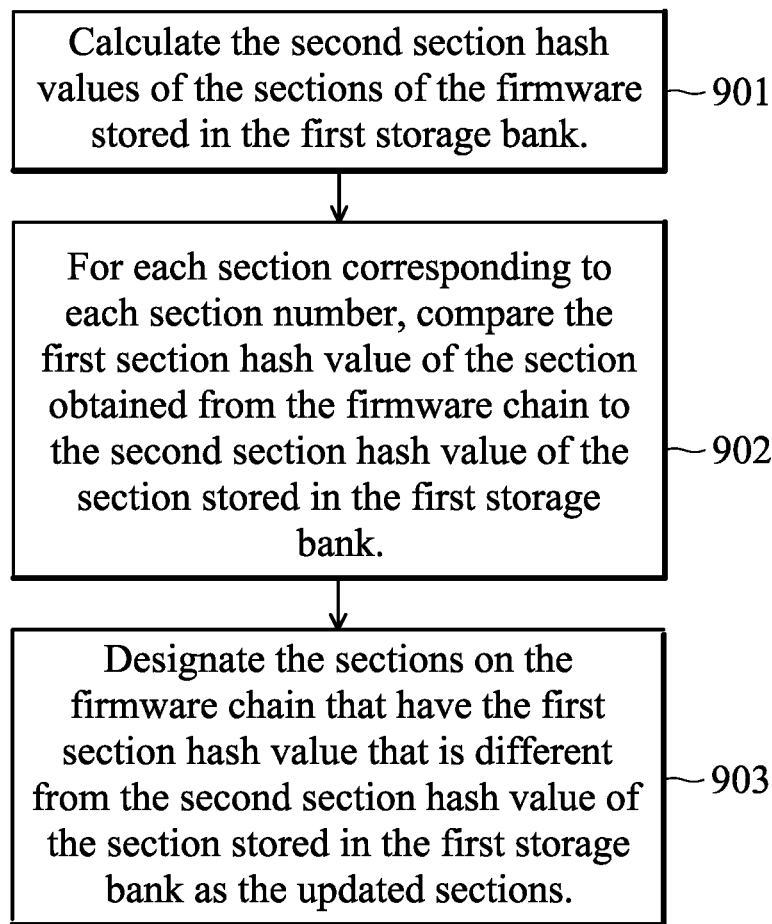 Calculate the second section hash
values of the sections of the firmware
stored in the first storage bank.
901
For each section corresponding to
each section number, compare the
first section hash value of the section
obtained from the firmware chain to
the second section hash value of the
section stored in the first storage
bank.
902
Designate the sections on the
firmware chain that have the first
section hash value that is different
from the second section hash value of
the section stored in the first storage
bank as the updated sections.
903